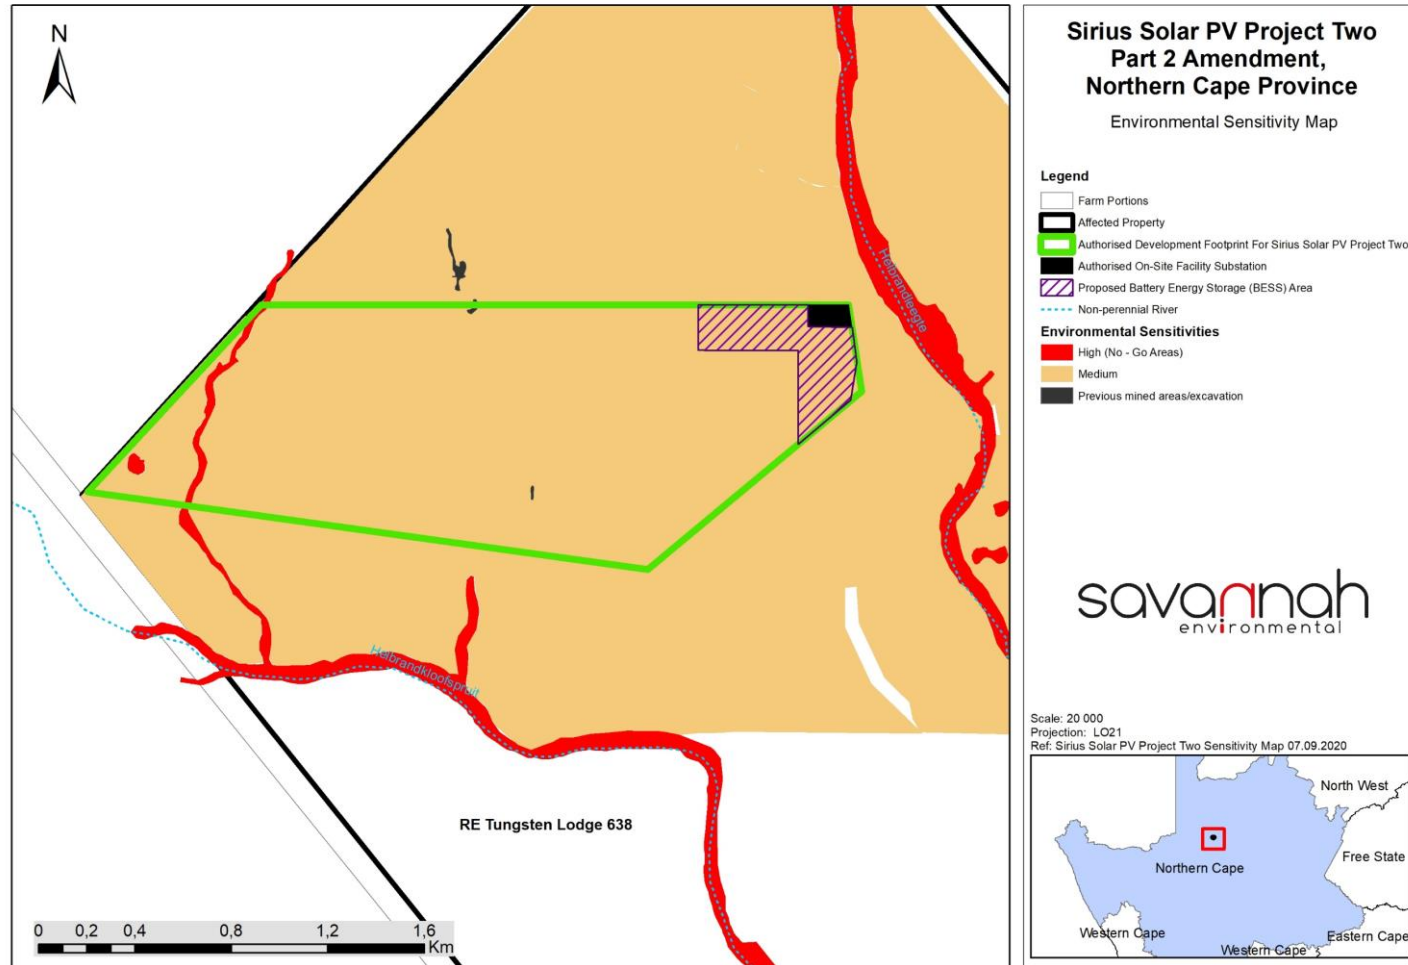 N
Helbrandleegte
Helbrandkloofspruit
RE Tungsten Lodge 638
0 0,2 0,4 0,8 1,2 1,6
Km
Sirius Solar PV Project Two
Part 2 Amendment,
Northern Cape Province
Environmental Sensitivity Map
Legend
Farm Portions
Affected Property
Authorised Development Footprint For Sirius Solar PV Project Two
Authorised On-Site Facility Substation
Proposed Battery Energy Storage (BESS) Area
Non-perennial River
Environmental Sensitivities
High (No - Go Areas)
Medium
Previous mined areas/excavation
savannah
environmental
Scale: 20 000
Projection: LO21
Ref: Sirius Solar PV Project Two Sensitivity Map 07.09.2020
North West
Free State
Northern Cape
Western Cape
Eastern Cape
Western Cape